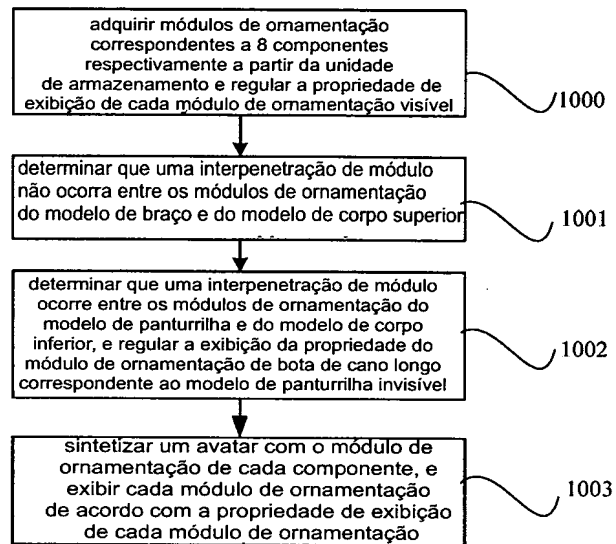 adquirir módulos de ornamentação
correspondentes a 8 componentes
respectivamente a partir da unidade
de armazenamento e regular a propriedade de
exibição de cada módulo de ornamentação visível
1000
determinar que uma interpenetração de módulo
não ocorra entre os módulos de ornamentação
do modelo de braço e do modelo de corpo superior
1001
determinar que uma interpenetração de módulo
ocorre entre os módulos de ornamentação do
modelo de panturrilha e do modelo de corpo
inferior, e regular a exibição da propriedade do
módulo de ornamentação de bota de cano longo
correspondente ao modelo de panturrilha invisível
1002
sintetizar um avatar com o módulo de
ornamentação de cada componente, e
exibir cada módulo de ornamentação
de acordo com a propriedade de exibição
de cada módulo de ornamentação
1003